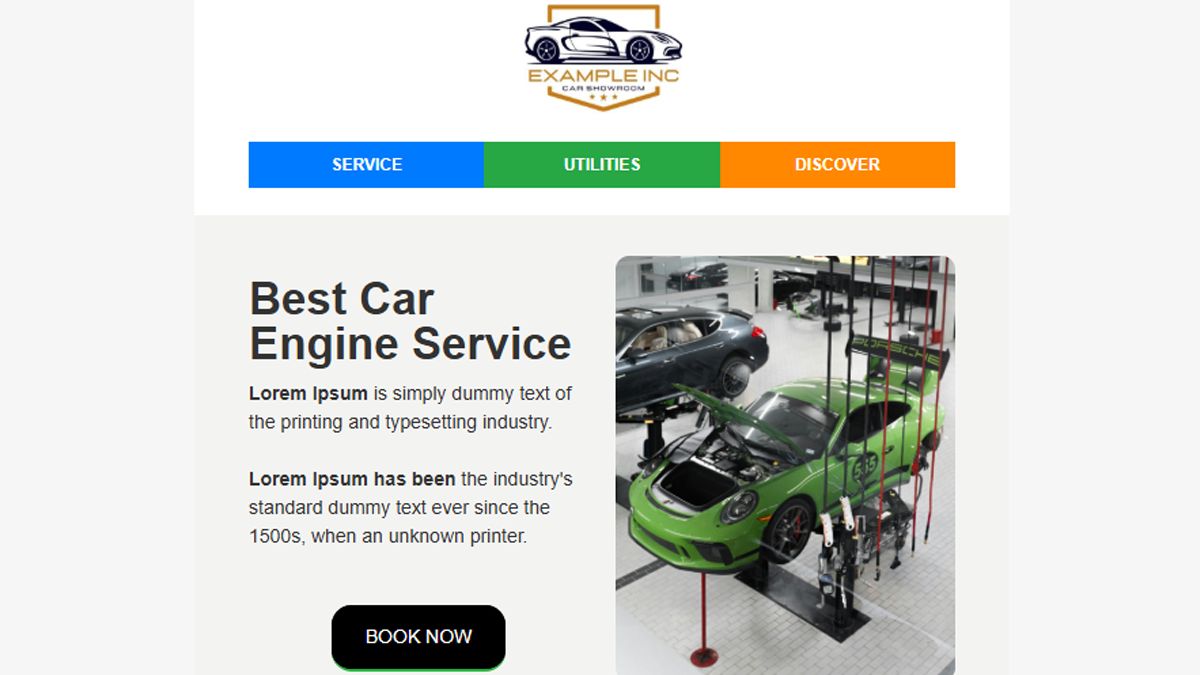 EXAMPLE INC
CAR SHOWROOM
SERVICE
UTILITIES
DISCOVER
Best Car
Engine Service
Lorem Ipsum is simply dummy text of
the printing and typesetting industry.
Lorem Ipsum has been the industry's
standard dummy text ever since the
1500s, when an unknown printer.
BOOK NOW
PORSCHE